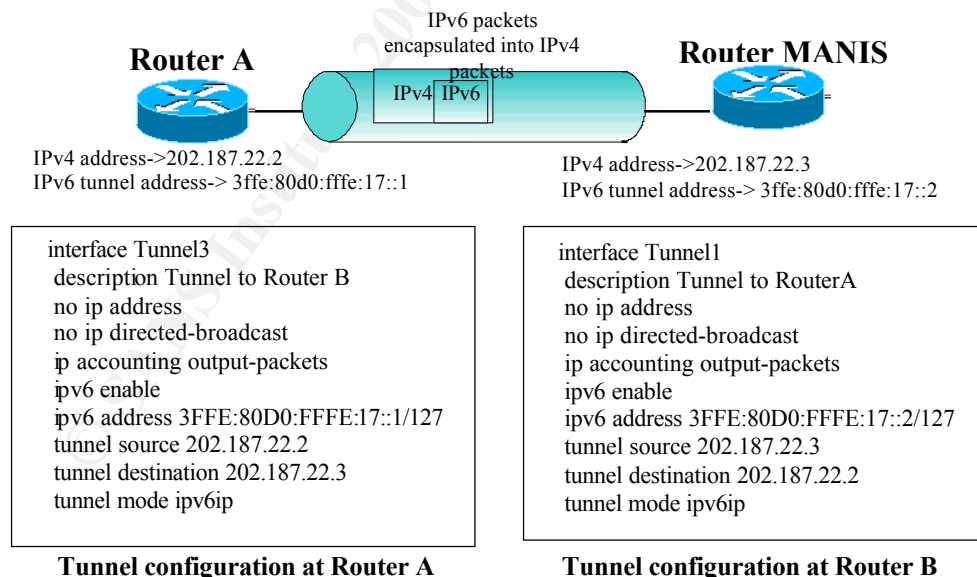 IPv6 packets
encapsulated into IPv4
packets
Router A
Router MANIS
IPv4
IPv6
IPv4 address->202.187.22.2
IPv6 tunnel address-> 3ffe:80d0:fffe:17::1
IPv4 address->202.187.22.3
IPv6 tunnel address-> 3ffe:80d0:fffe:17::2
interface Tunnel3
description Tunnel to Router B
no ip address
no ip directed-broadcast
ip accounting output-packets
ipv6 enable
ipv6 address 3FFE:80D0:FFFE:17::1/127
tunnel source 202.187.22.2
tunnel destination 202.187.22.3
tunnel mode ipv6ip
Tunnel configuration at Router A
interface Tunnel1
description Tunnel to RouterA
no ip address
no ip directed-broadcast
ip accounting output-packets
ipv6 enable
ipv6 address 3FFE:80D0:FFFE:17::2/127
tunnel source 202.187.22.3
tunnel destination 202.187.22.2
tunnel mode ipv6ip
Tunnel configuration at Router B
© SANS Institu 200